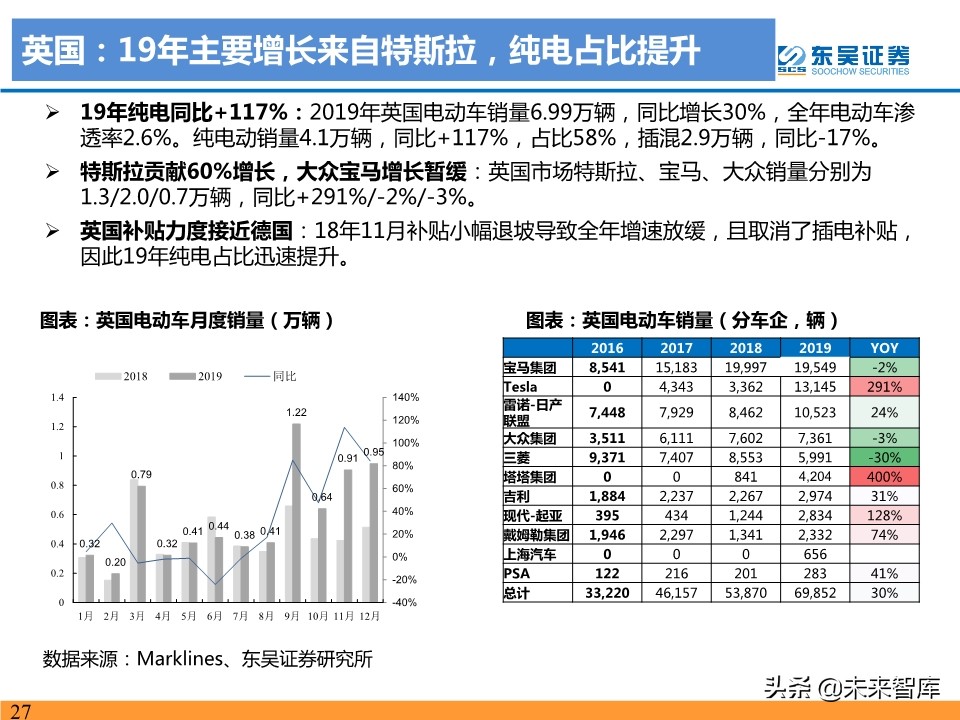 英国：19年主要增长来自特斯拉，纯电占比提升
SCS
东吴证券
SOOCHOW SECURITIES
➢ 19年纯电同比+117%：2019年英国电动车销量6.99万辆，同比增长30%，全年电动车渗
透率2.6%。纯电动销量4.1万辆，同比+117%，占比58%，插混2.9万辆，同比-17%。
➢ 特斯拉贡献60%增长，大众宝马增长暂缓：英国市场特斯拉、宝马、大众销量分别为
1.3/2.0/0.7万辆，同比+291%/-2%/-3%。
➢ 英国补贴力度接近德国：18年11月补贴小幅退坡导致全年增速放缓，且取消了插电补贴，
因此19年纯电占比迅速提升。
图表：英国电动车月度销量（万辆）
2018 2019 同比
1.4
1.2
1
0.8
0.6
0.4
0.2
0
140%
120%
100%
80%
60%
40%
20%
0%
-20%
-40%
0.32 0.20 0.79 0.32 0.41 0.44 0.38 0.41 1.22 0.64 0.91 0.95
1月 2月 3月 4月 5月 6月 7月 8月 9月 10月 11月 12月
图表：英国电动车销量（分车企，辆）
2016 2017 2018 2019 YOY
宝马集团 8,541 15,183 19,997 19,549 -2%
Tesla 0 4,343 3,362 13,145 291%
雷诺-日产
联盟 7,448 7,929 8,462 10,523 24%
大众集团 3,511 6,111 7,602 7,361 -3%
三菱 9,371 7,407 8,553 5,991 -30%
塔塔集团 0 0 841 4,204 400%
吉利 1,884 2,237 2,267 2,974 31%
现代-起亚 395 434 1,244 2,834 128%
戴姆勒集团 1,946 2,297 1,341 2,332 74%
上海汽车 0 0 0 656
PSA 122 216 201 283 41%
总计 33,220 46,157 53,870 69,852 30%
数据来源：Marklines、东吴证券研究所
头条 @未来智库
27